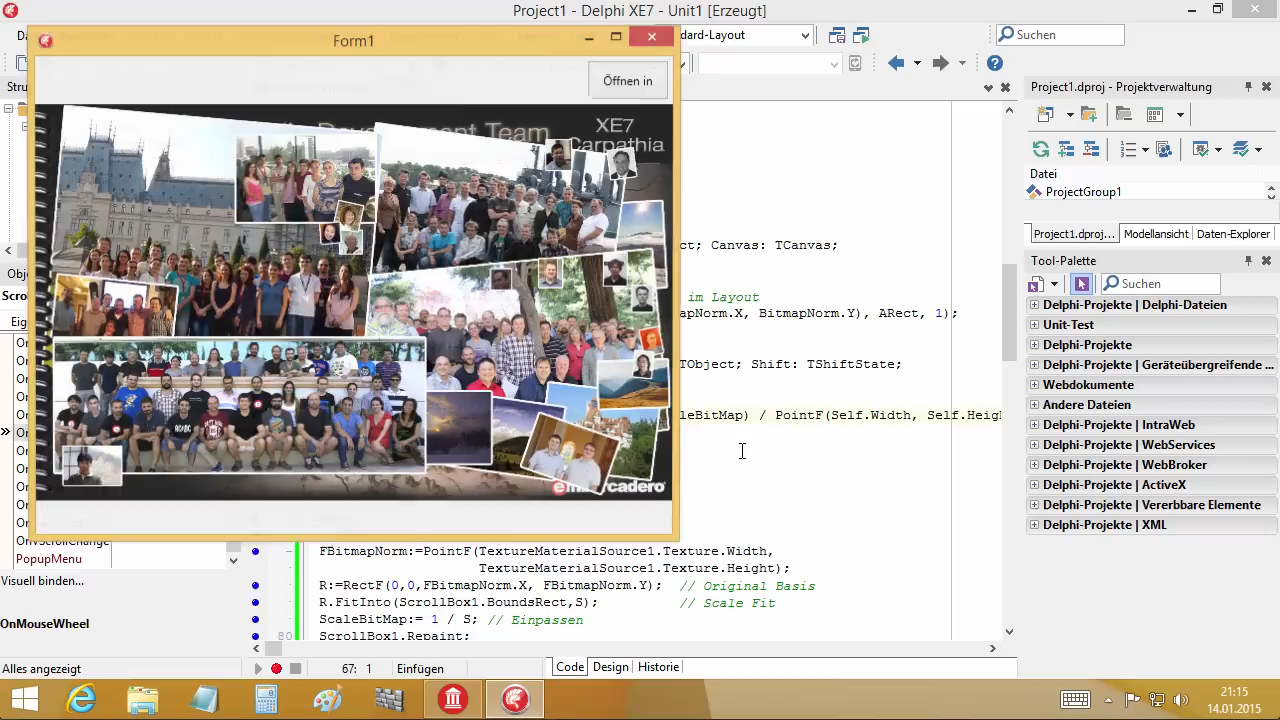 Project1 - Delphi XE7 - Unit1 [Erzeugt]
Form1
Öffnen in
Development Team
XE7
Carpathia
Standard-Layout
Suchen
Project1.dproj - Projektverwaltung
Datei
ProjectGroup1
Project1.dproj...
Modellansicht
Daten-Explorer
Tool-Palette
Suchen
Delphi-Projekte | Delphi-Dateien
Unit-Test
Delphi-Projekte
Delphi-Projekte | Geräteübergreifende ...
Webdokumente
Andere Dateien
Delphi-Projekte | IntraWeb
Delphi-Projekte | WebServices
Delphi-Projekte | WebBroker
Delphi-Projekte | ActiveX
Delphi-Projekte | Vererbbare Elemente
Delphi-Projekte | XML
ct; Canvas: TCanvas;
im Layout
apNorm.X, BitmapNorm.Y), ARect, 1);
TObject; Shift: TShiftState;
leBitMap) / PointF(Self.Width, Self.Heigh
FBitmapNorm:=PointF(TextureMaterialSource1.Texture.Width,
TextureMaterialSource1.Texture.Height);
R:=RectF(0,0,FBitmapNorm.X, FBitmapNorm.Y); // Original Basis
R.FitInto(ScrollBox1.BoundsRect,S); // Scale Fit
ScaleBitMap:= 1 / S; // Einpassen
80 ScrollBox1.Repaint;
PopupMenu
Visuell binden...
OnMouseWheel
Alles angezeigt
67: 1
Einfügen
Code
Design
Historie
21:15
14.01.2015